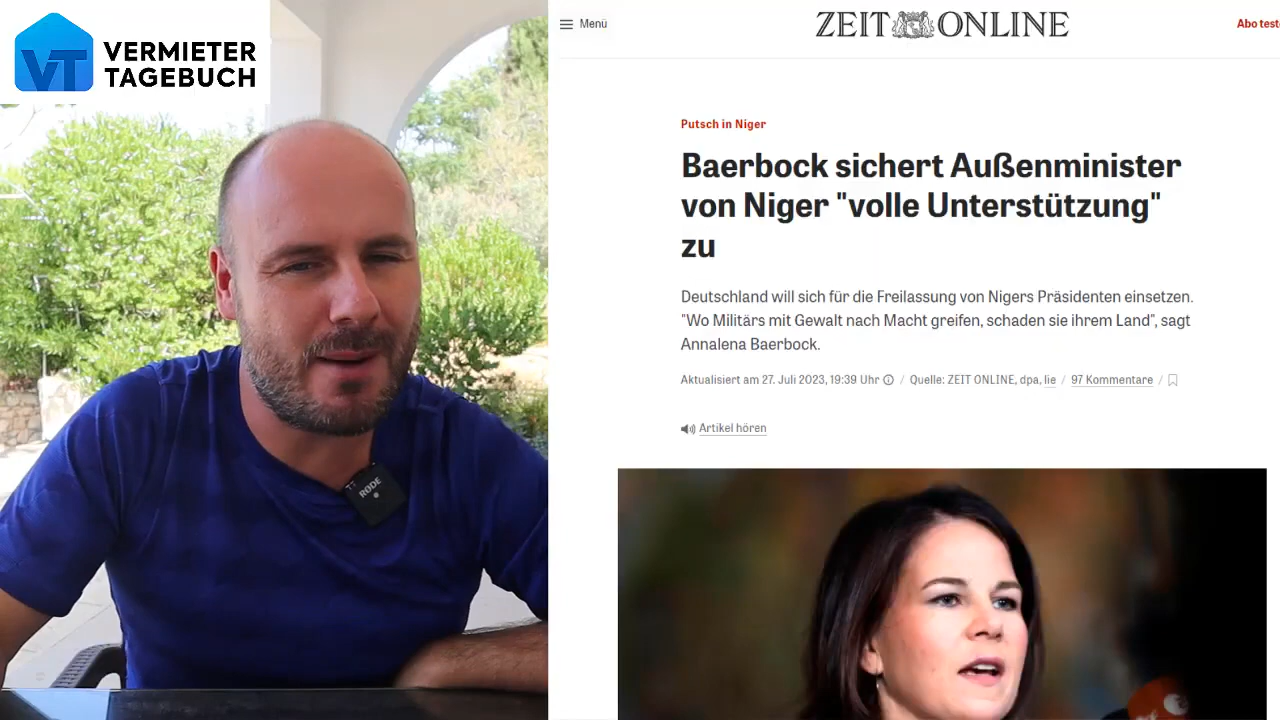 VERMIETER
TAGEBUCH
VT
Menü
ZEIT ONLINE
Putsch in Niger
Baerbock sichert Außenminister
von Niger "volle Unterstützung"
zu
Deutschland will sich für die Freilassung von Nigers Präsidenten einsetzen.
"Wo Militärs mit Gewalt nach Macht greifen, schaden sie ihrem Land", sagt
Annalena Baerbock.
Aktualisiert am 27. Juli 2023, 19:39 Uhr / Quelle: ZEIT ONLINE, dpa, lie / 97 Kommentare /
Artikel hören
RØDE